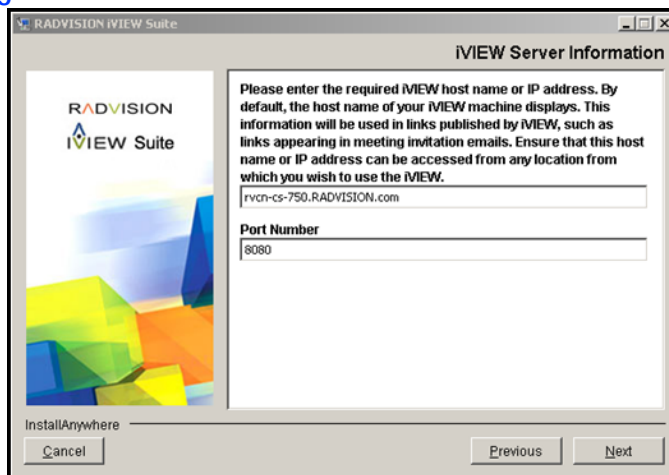 RADVISION iVIEW Suite
iVIEW Server Information
RADVISION
iVIEW Suite
Please enter the required iVIEW host name or IP address. By
default, the host name of your iVIEW machine displays. This
information will be used in links published by iVIEW, such as
links appearing in meeting invitation emails. Ensure that this host
name or IP address can be accessed from any location from
which you wish to use the iVIEW.
rvcn-cs-750.RADVISION.com
Port Number
8080
InstallAnywhere
Cancel
Previous
Next